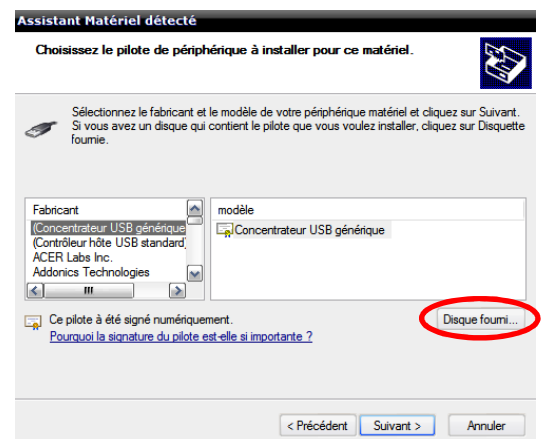 Assistant Matériel détecté
Choisissez le pilote de périphérique à installer pour ce matériel.
Sélectionnez le fabricant et le modèle de votre périphérique matériel et cliquez sur Suivant.
Si vous avez un disque qui contient le pilote que vous voulez installer, cliquez sur Disquette
fournie.
Fabricant
(Concentrateur USB générique
(Contrôleur hôte USB standard)
ACER Labs Inc.
Addonics Technologies
modèle
Concentrateur USB générique
Ce pilote à été signé numériquement.
Pourquoi la signature du pilote est-elle si importante ?
Disque fourni...
< Précédent
Suivant >
Annuler